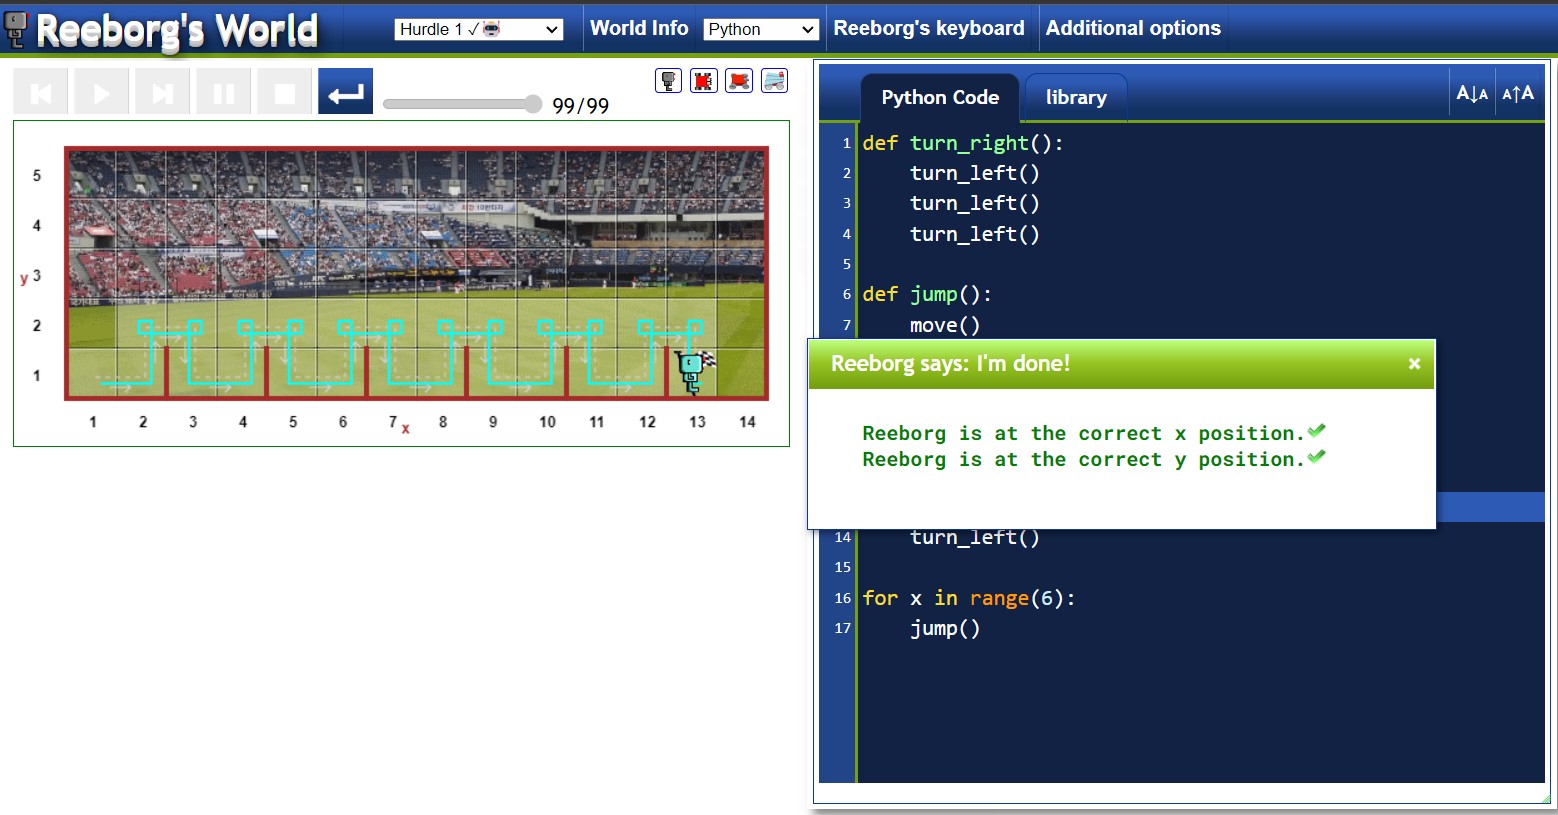 Reeborg's World
Hurdle 1 ✓
World Info
Python
Reeborg's keyboard
Additional options
99/99
5
4
y 3
2
1
1 2 3 4 5 6 7 x 8 9 10 11 12 13 14
Python Code
library
A↓A A↑A
1 def turn_right():
2 turn_left()
3 turn_left()
4 turn_left()
5
6 def jump():
7 move()
Reeborg says: I'm done!
×
Reeborg is at the correct x position.
Reeborg is at the correct y position.
14 turn_left()
15
16 for x in range(6):
17 jump()